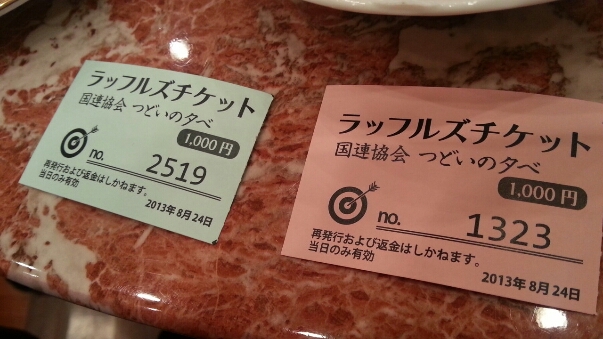 ラッフルズチケット
国連協会 つどいの夕べ
1,000円
no. 2519
再発行および返金はしかねます。
当日のみ有効
2013年8月24日
ラッフルズチケット
国連協会 つどいの夕べ
1,000円
no. 1323
再発行および返金はしかねます。
当日のみ有効
2013年8月24日